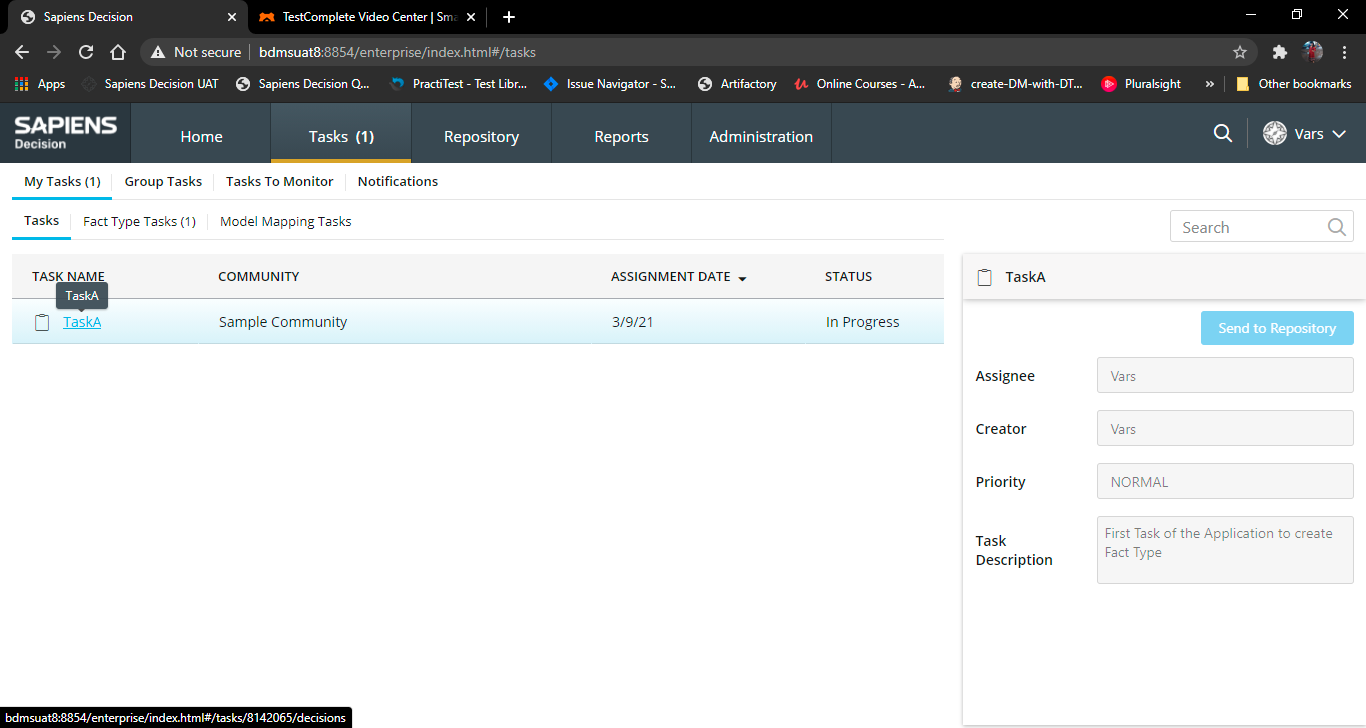 Sapiens Decision
TestComplete Video Center | Sma
Not secure
bdmsuat8:8854/enterprise/index.html#/tasks
Apps
Sapiens Decision UAT
Sapiens Decision Q...
PractiTest - Test Libr...
Issue Navigator - S...
Artifactory
Online Courses - A...
create-DM-with-DT...
Pluralsight
»
Other bookmarks
SAPIENS
Decision
Home
Tasks (1)
Repository
Reports
Administration
Vars
My Tasks (1)
Group Tasks
Tasks To Monitor
Notifications
Tasks
Fact Type Tasks (1)
Model Mapping Tasks
Search
TASK NAME
COMMUNITY
ASSIGNMENT DATE
STATUS
TaskA
TaskA
Sample Community
3/9/21
In Progress
TaskA
Send to Repository
Assignee
Vars
Creator
Vars
Priority
NORMAL
Task
Description
First Task of the Application to create
Fact Type
bdmsuat8:8854/enterprise/index.html#/tasks/8142065/decisions